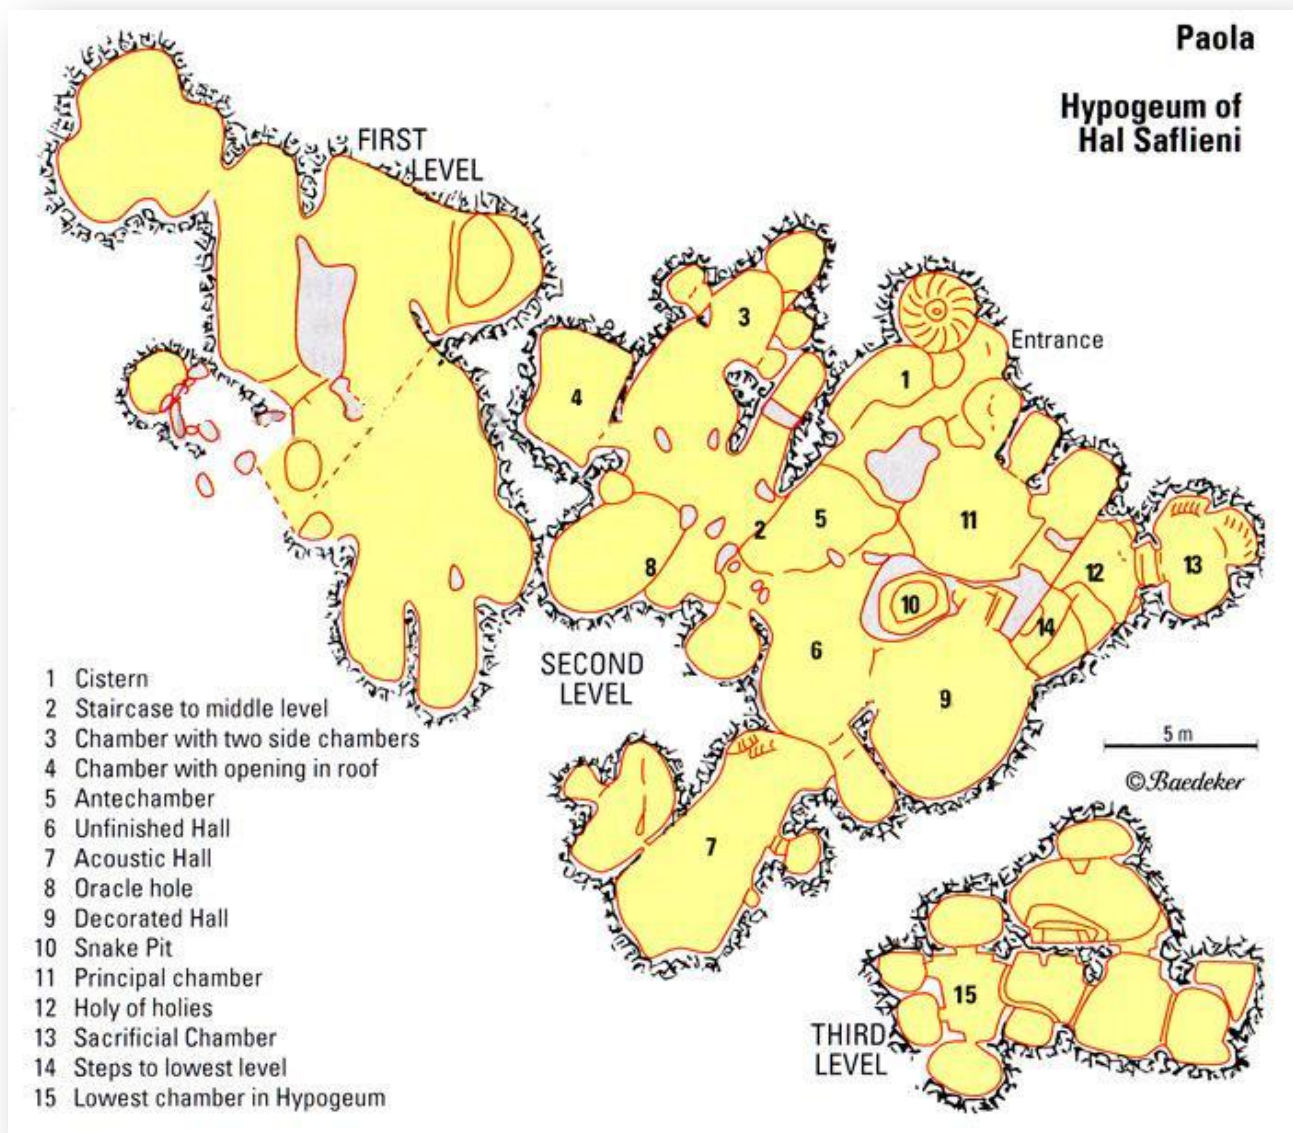 Paola
Hypogeum of
Hal Saflieni
FIRST
LEVEL
Entrance
3
1
4
2
5
11
8
10
12
13
14
6
9
SECOND
LEVEL
7
5 m
©Baedeker
15
THIRD
LEVEL
1 Cistern
2 Staircase to middle level
3 Chamber with two side chambers
4 Chamber with opening in roof
5 Antechamber
6 Unfinished Hall
7 Acoustic Hall
8 Oracle hole
9 Decorated Hall
10 Snake Pit
11 Principal chamber
12 Holy of holies
13 Sacrificial Chamber
14 Steps to lowest level
15 Lowest chamber in Hypogeum